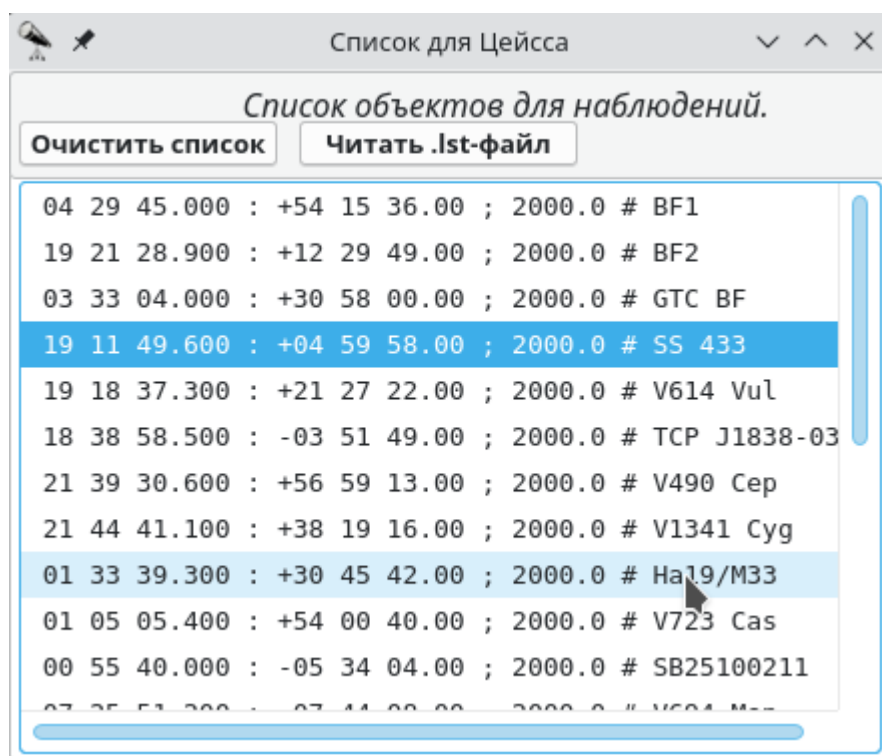 Список для Цейсса
Список объектов для наблюдений.
Очистить список Читать .lst-файл
04 29 45.000 : +54 15 36.00 ; 2000.0 # BF1
19 21 28.900 : +12 29 49.00 ; 2000.0 # BF2
03 33 04.000 : +30 58 00.00 ; 2000.0 # GTC BF
19 11 49.600 : +04 59 58.00 ; 2000.0 # SS 433
19 18 37.300 : +21 27 22.00 ; 2000.0 # V614 Vul
18 38 58.500 : -03 51 49.00 ; 2000.0 # TCP J1838-03
21 39 30.600 : +56 59 13.00 ; 2000.0 # V490 Cep
21 44 41.100 : +38 19 16.00 ; 2000.0 # V1341 Cyg
01 33 39.300 : +30 45 42.00 ; 2000.0 # Ha19/M33
01 05 05.400 : +54 00 40.00 ; 2000.0 # V723 Cas
00 55 40.000 : -05 34 04.00 ; 2000.0 # SB25100211